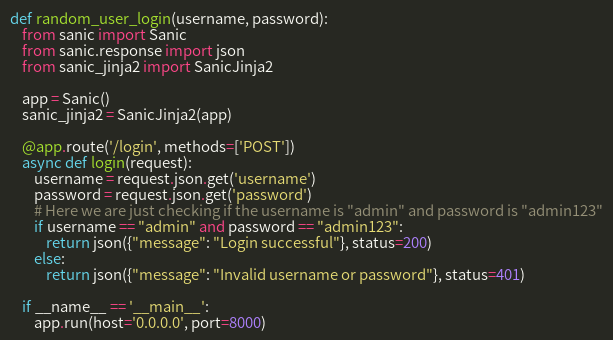 def random_user_login(username, password):
    from sanic import Sanic
    from sanic.response import json
    from sanic_jinja2 import SanicJinja2

    app = Sanic()
    sanic_jinja2 = SanicJinja2(app)

    @app.route('/login', methods=['POST'])
    async def login(request):
        username = request.json.get('username')
        password = request.json.get('password')
        # Here we are just checking if the username is "admin" and password is "admin123"
        if username == "admin" and password == "admin123":
            return json({"message": "Login successful"}, status=200)
        else:
            return json({"message": "Invalid username or password"}, status=401)

    if __name__ == '__main__':
        app.run(host='0.0.0.0', port=8000)